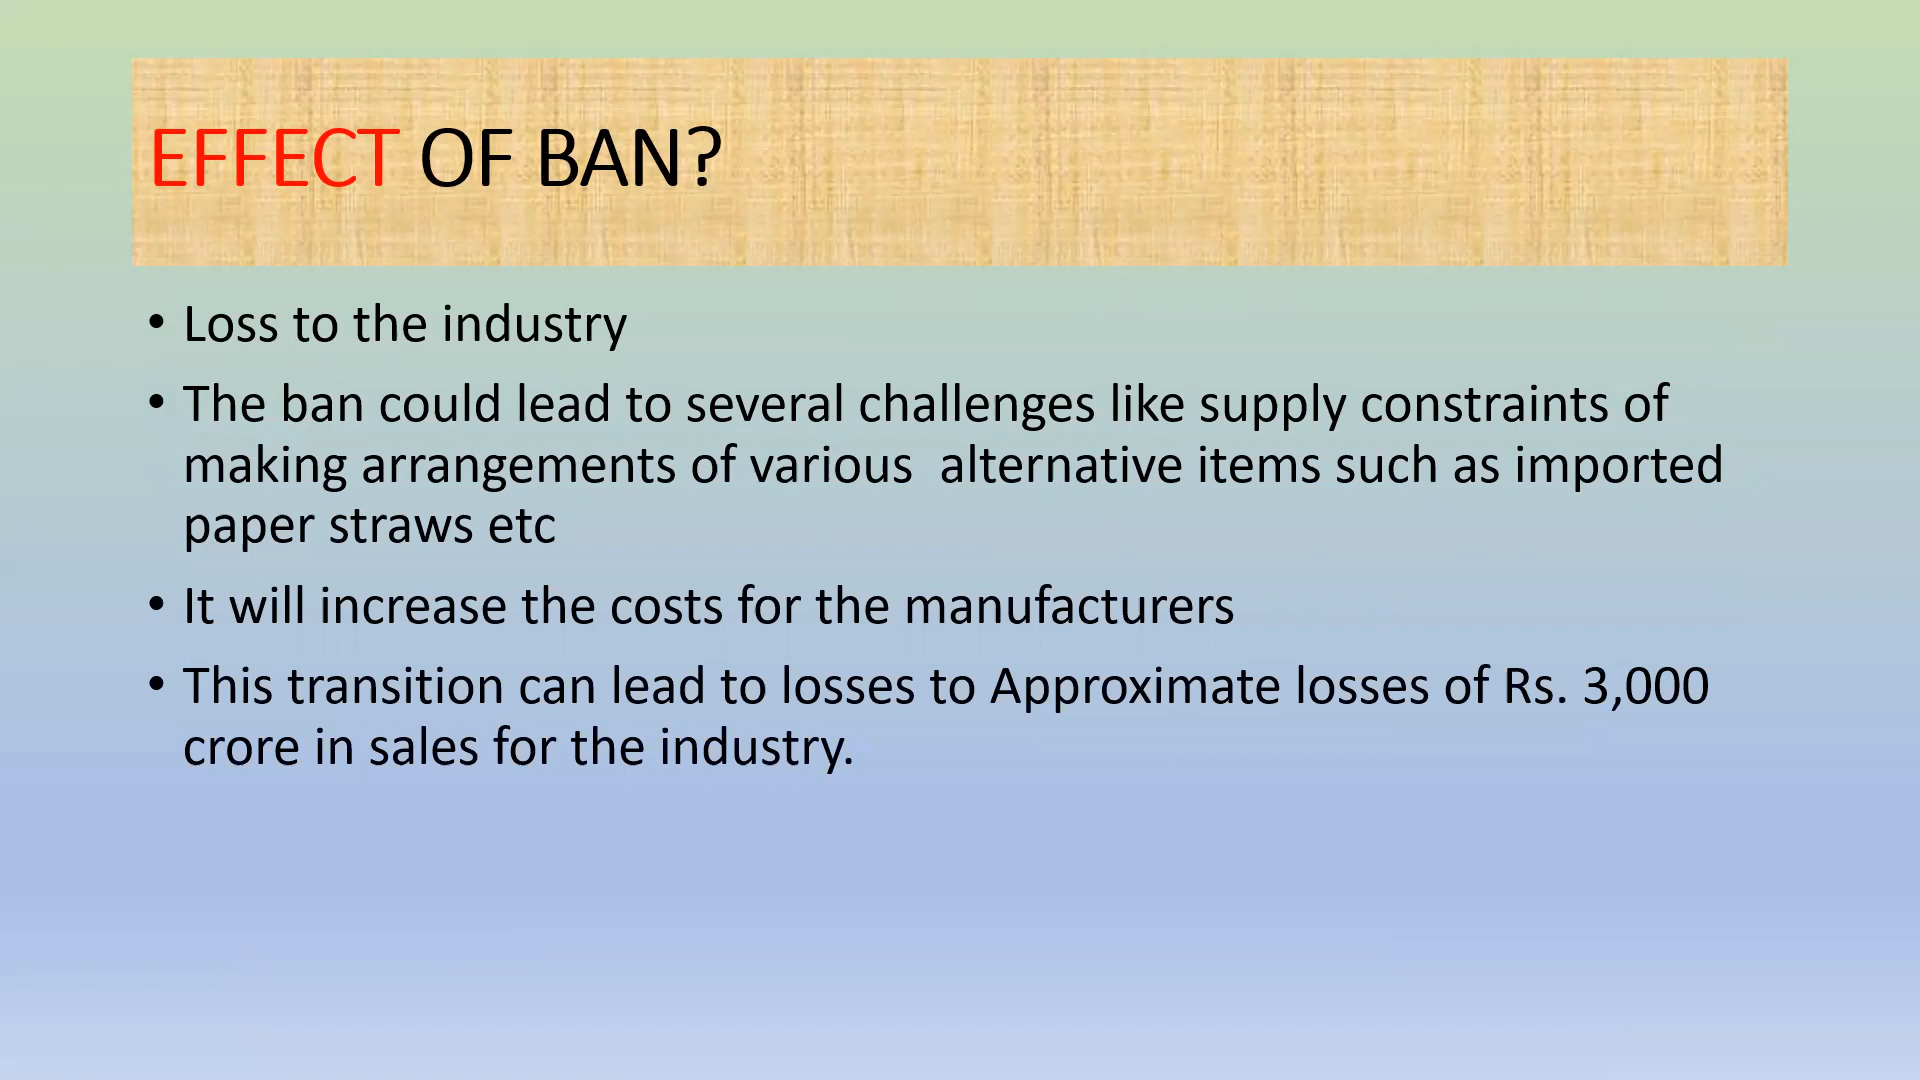 EFFECT OF BAN?
• Loss to the industry
• The ban could lead to several challenges like supply constraints of
making arrangements of various  alternative items such as imported
paper straws etc
• It will increase the costs for the manufacturers
• This transition can lead to losses to Approximate losses of Rs. 3,000
crore in sales for the industry.